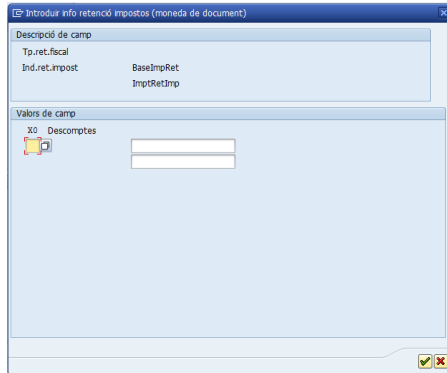 Introduir info retenció impostos (moneda de document)
Descripció de camp
Tp.ret.fiscal
Ind.ret.impost BaseImpRet
ImptRetImp
Valors de camp
X0 Descomptes